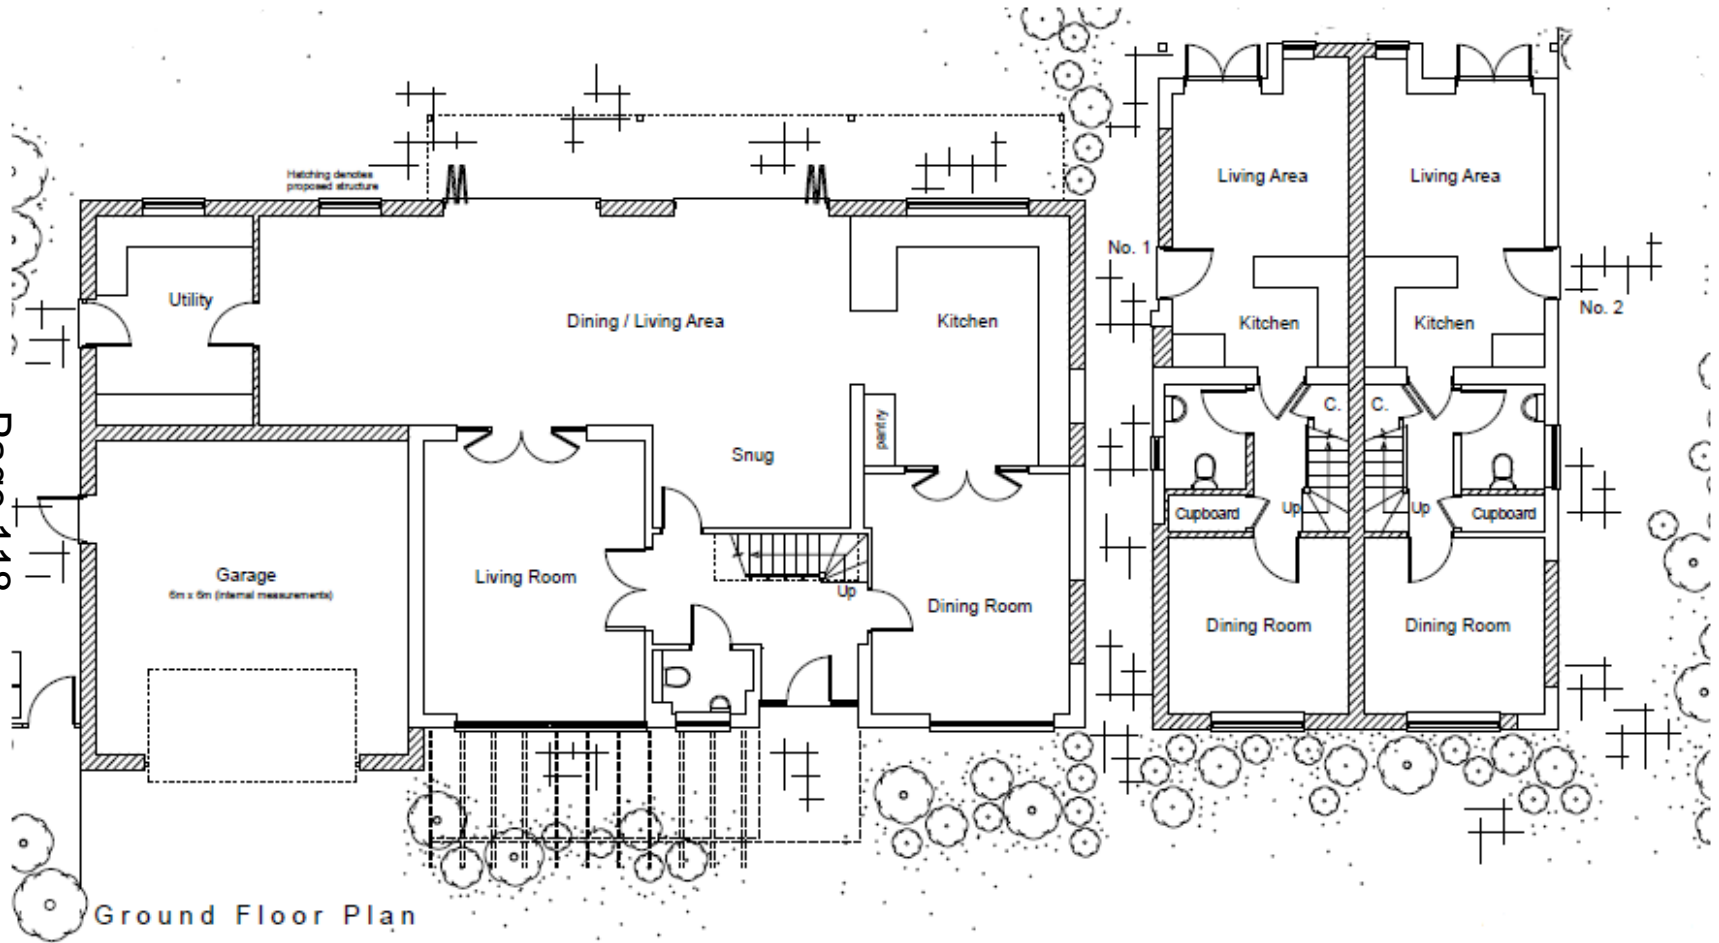 Living Area
Living Area
Hatching denotes
proposed structure
No. 1
Utility
Dining / Living Area
Kitchen
Kitchen
Kitchen
No. 2
pantry
C.
C.
Snug
Up
Up
Cupboard
Cupboard
Page 118
Garage
6m x 6m (internal measurements)
Living Room
Up
Dining Room
Dining Room
Dining Room
Ground Floor Plan